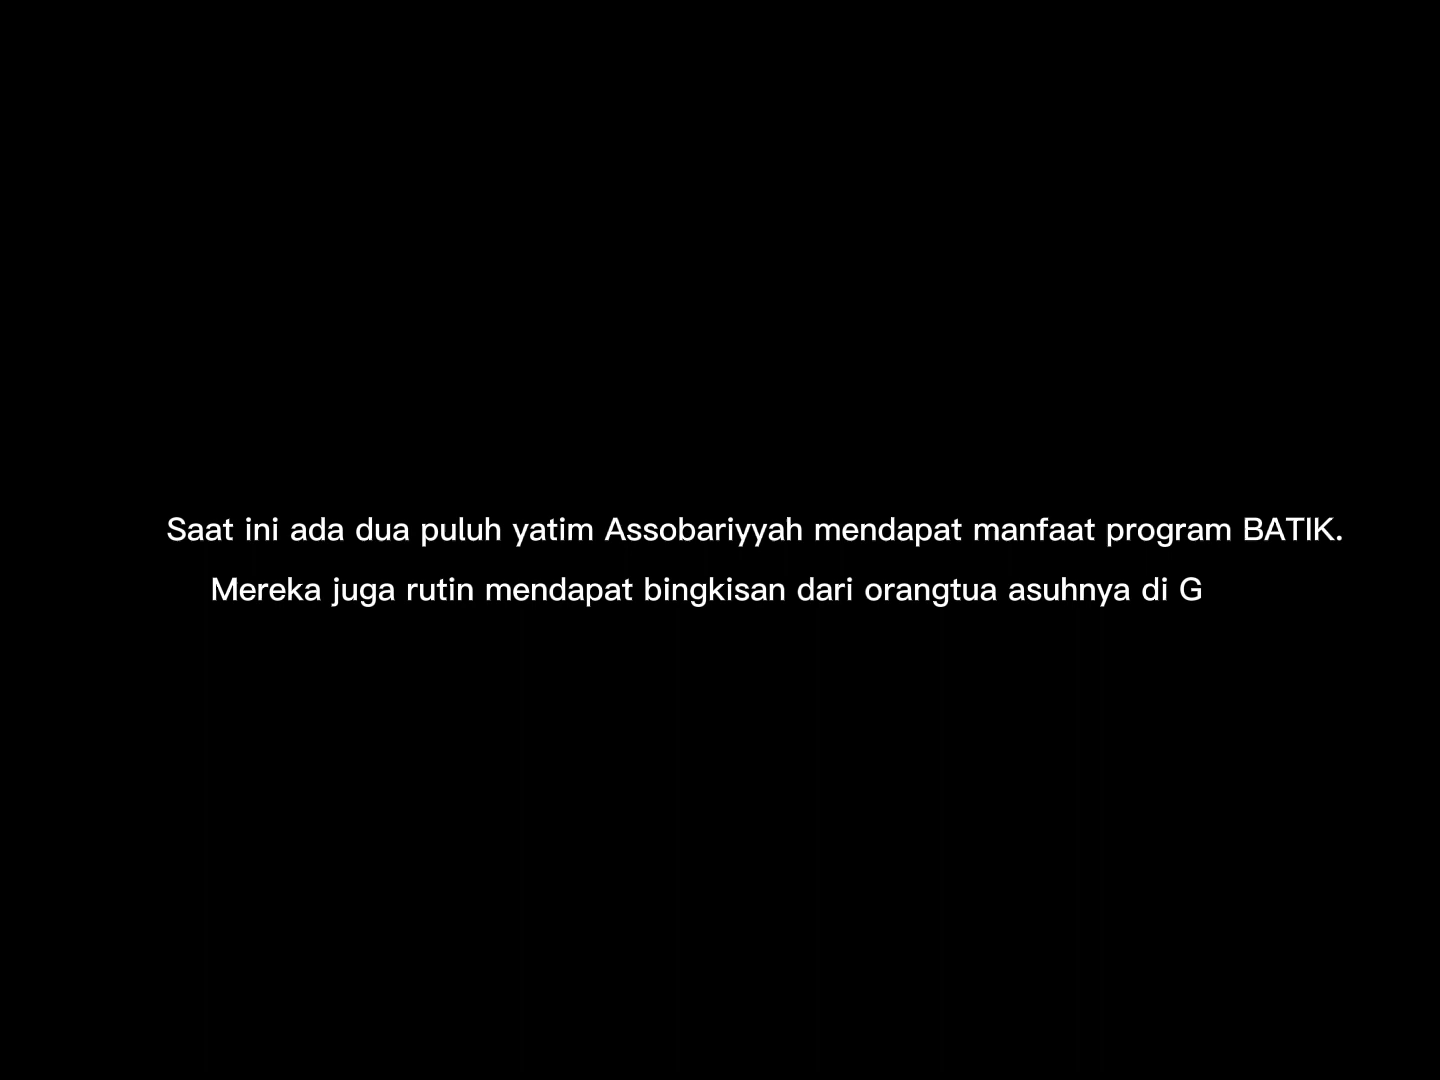 Saat ini ada dua puluh yatim Assobariyyah mendapat manfaat program BATIK.
Mereka juga rutin mendapat bingkisan dari orangtua asuhnya di G